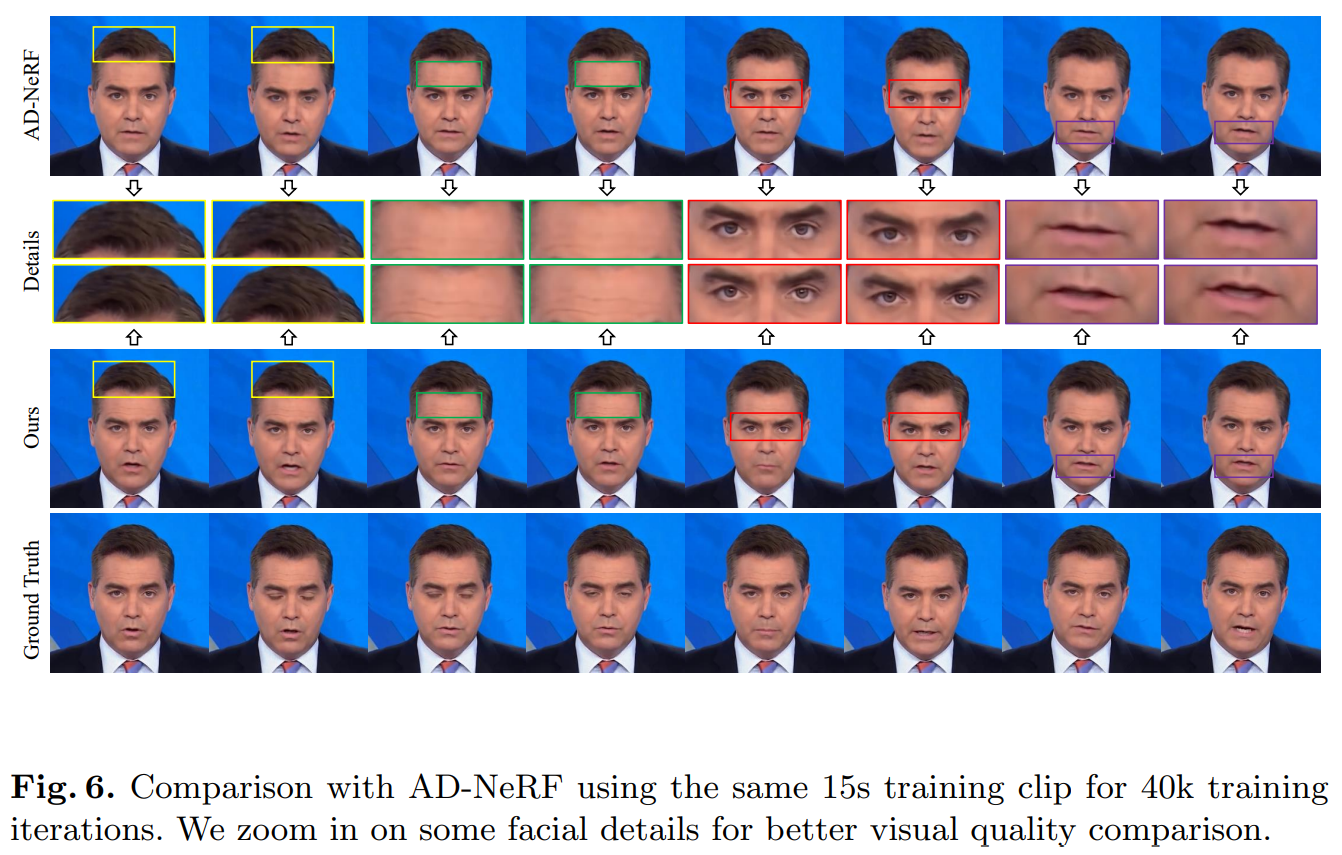 AD-NeRF
Details
Ours
Ground Truth
Fig. 6. Comparison with AD-NeRF using the same 15s training clip for 40k training
iterations. We zoom in on some facial details for better visual quality comparison.